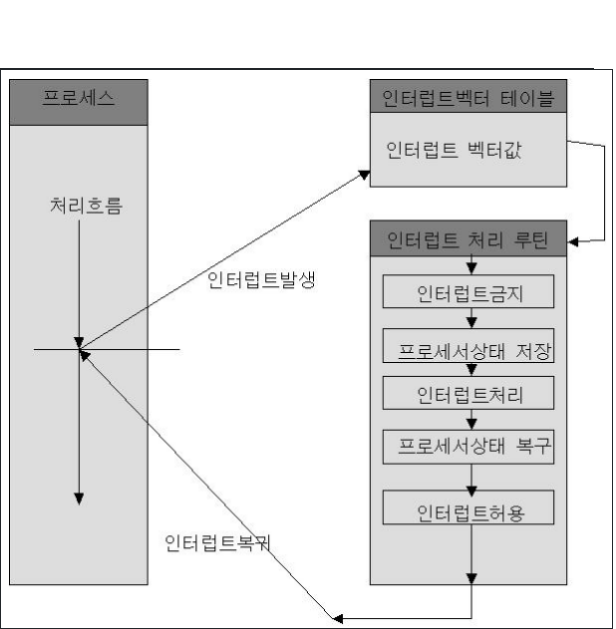 프로세스
처리흐름
인터럽트발생
인터럽트복귀
인터럽트벡터 테이블
인터럽트 벡터값
인터럽트 처리 루틴
인터럽트금지
프로세서상태 저장
인터럽트처리
프로세서상태 복구
인터럽트허용